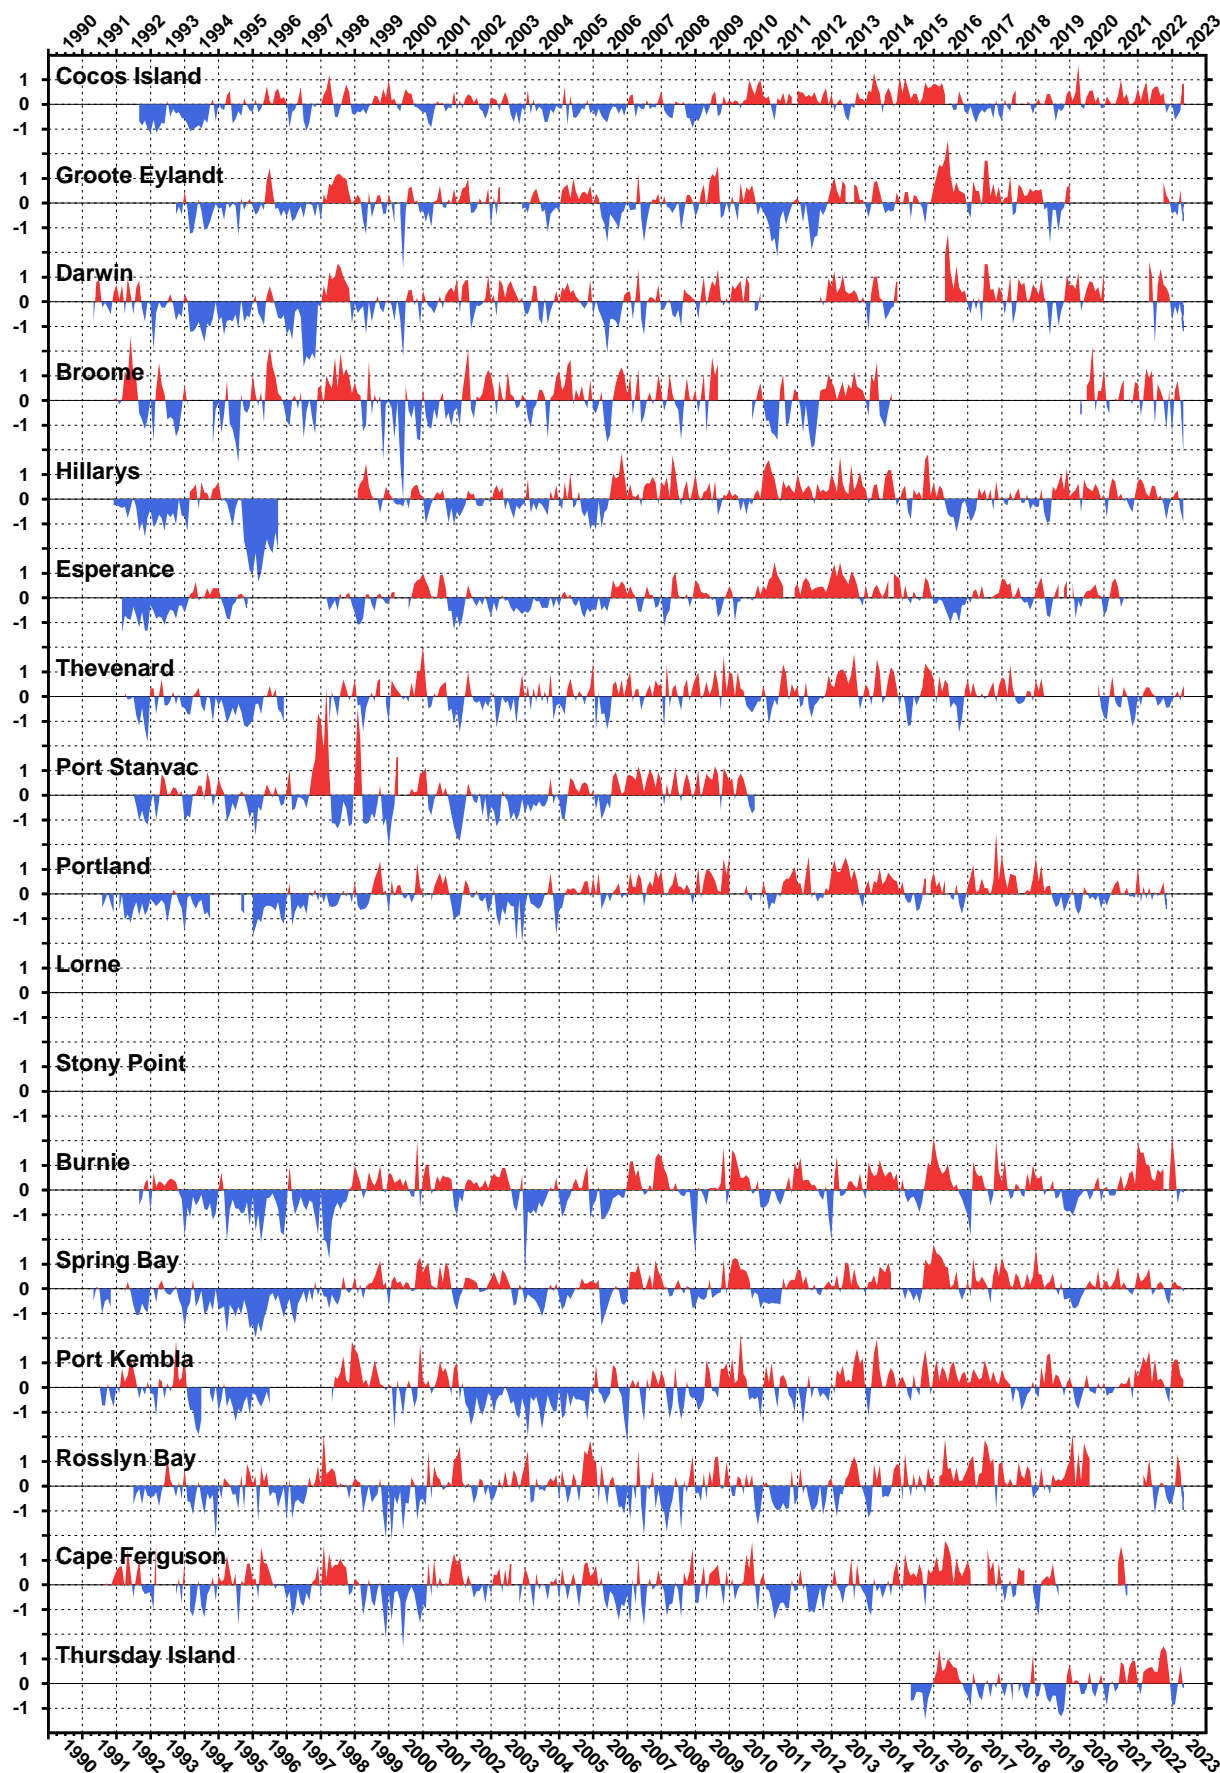 1990 1991 1992 1993 1994 1995 1996 1997 1998 1999 2000 2001 2002 2003 2004 2005 2006 2007 2008 2009 2010 2011 2012 2013 2014 2015 2016 2017 2018 2019 2020 2021 2022 2023
Cocos Island
1
0
-1
Groote Eylandt
1
0
-1
Darwin
1
0
-1
Broome
1
0
-1
Hillarys
1
0
-1
Esperance
1
0
-1
Thevenard
1
0
-1
Port Stanvac
1
0
-1
Portland
1
0
-1
Lorne
1
0
-1
Stony Point
1
0
-1
Burnie
1
0
-1
Spring Bay
1
0
-1
Port Kembla
1
0
-1
Rosslyn Bay
1
0
-1
Cape Ferguson
1
0
-1
Thursday Island
1
0
-1
1990 1991 1992 1993 1994 1995 1996 1997 1998 1999 2000 2001 2002 2003 2004 2005 2006 2007 2008 2009 2010 2011 2012 2013 2014 2015 2016 2017 2018 2019 2020 2021 2022 2023